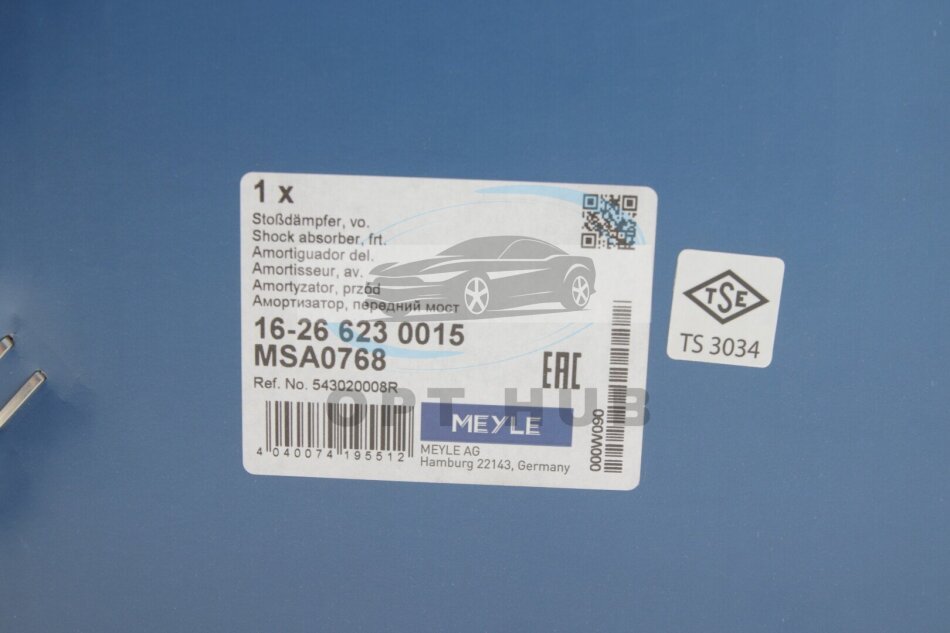 1 x
Stoßdämpfer, vo.
Shock absorber, frt.
Amortiguador del.
Amortisseur, av.
Amortyzator, przód
Амортизатор, передний мост
16-26 623 0015
MSA0768
Ref. No. 543020008R
EAC
OPT HUB
MEYLE
MEYLE AG
Hamburg 22143, Germany
4 040074 195512
000W090
TSE
TS 3034